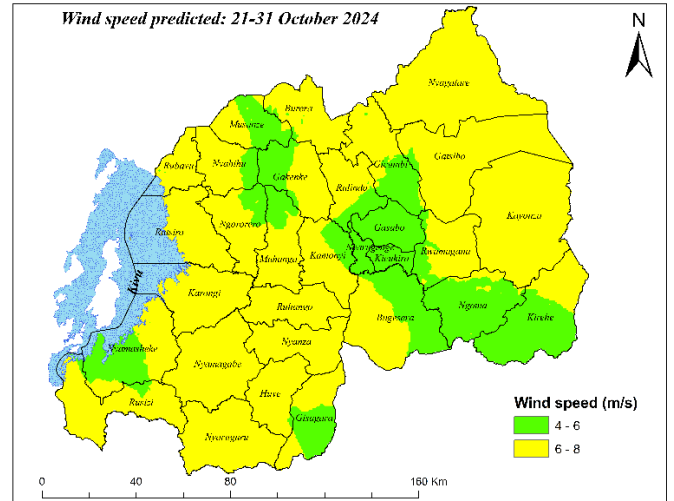 Wind speed predicted: 21-31 October 2024
N
Nyagatare
Burera
Musanze
Rubavu
Nyabihu
Gakenke
Rulindo
Gicumbi
Gatsibo
Kayonza
Rutsiro
Ngororero
Gasabo
Kicukiro
Rwamagana
Kamonyi
Muhanga
Kivu
Karongi
Ruhango
Bugesera
Ngoma
Kirehe
Nyamasheke
Nyanza
Nyamagabe
Huye
Rusizi
Gisagara
Nyaruguru
Wind speed (m/s)
4 - 6
6 - 8
0 40 80 160 Km